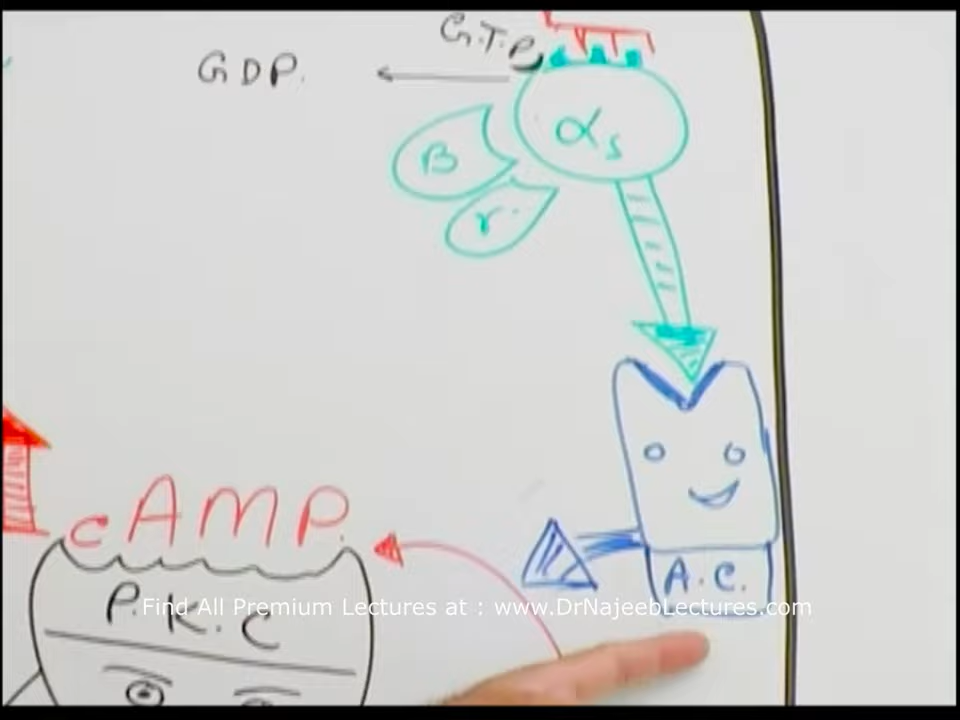 G.T.P.
GDP.
αs
β
γ
cAMP.
P.K.C
A.C.
Find All Premium Lectures at : www.DrNajeebLectures.com